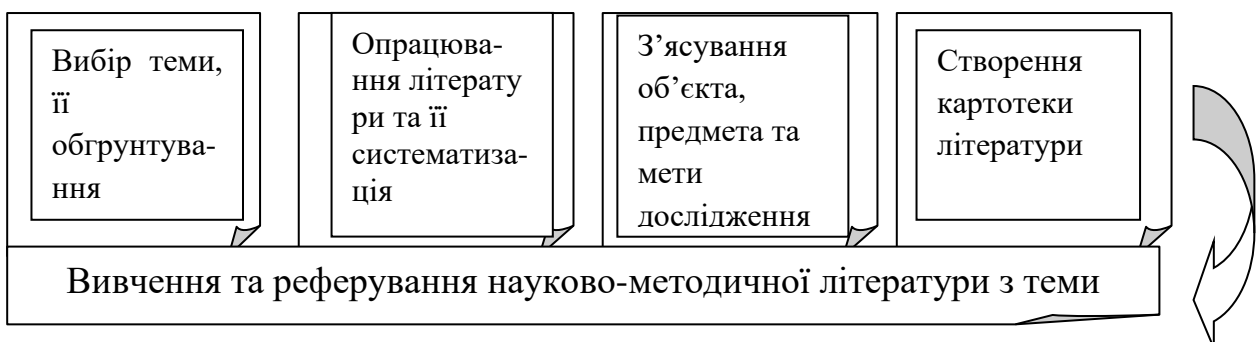 Вибір теми,
її
обгрунтува-
ння
Опрацюва-
ння літерату
ри та її
систематиза-
ція
З’ясування
об’єкта,
предмета та
мети
дослідження
Створення
картотеки
літератури
Вивчення та реферування науково-методичної літератури з теми